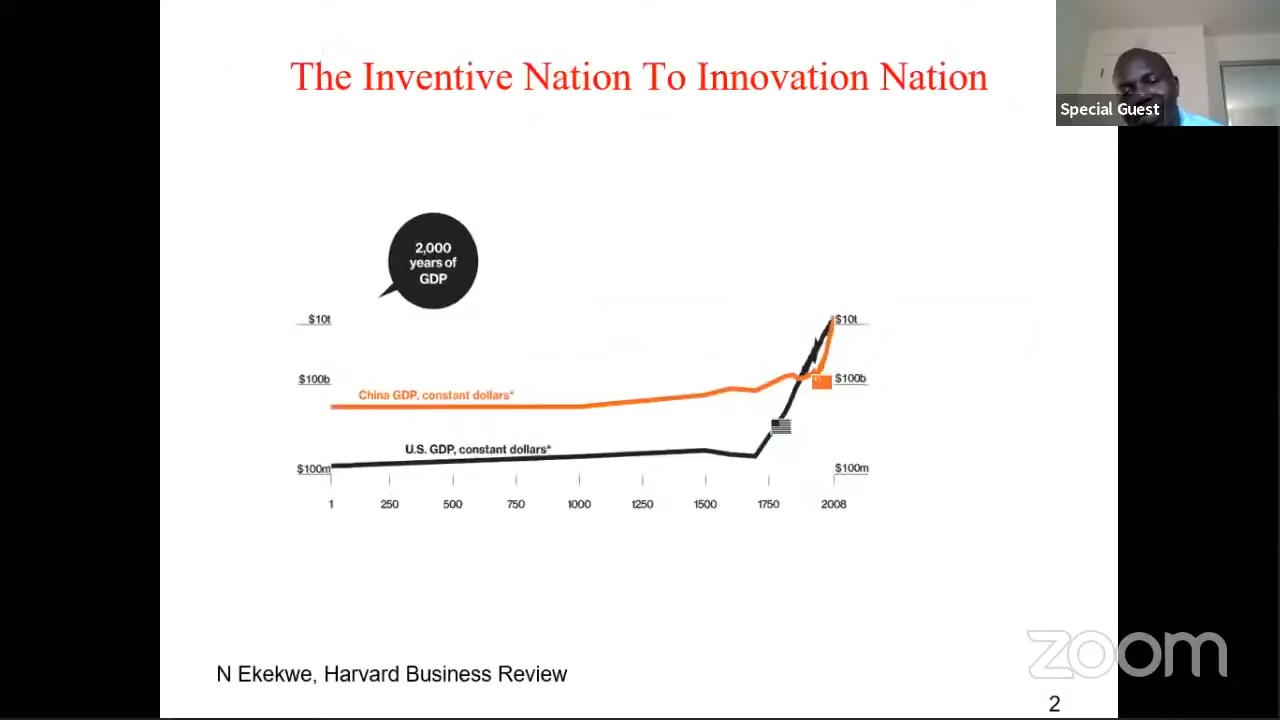 The Inventive Nation To Innovation Nation
Special Guest
2,000
years of
GDP
$10t
$10t
$100b
$100b
China GDP, constant dollars*
U.S. GDP, constant dollars*
$100m
$100m
1 250 500 750 1000 1250 1500 1750 2008
N Ekekwe, Harvard Business Review
zoom
2